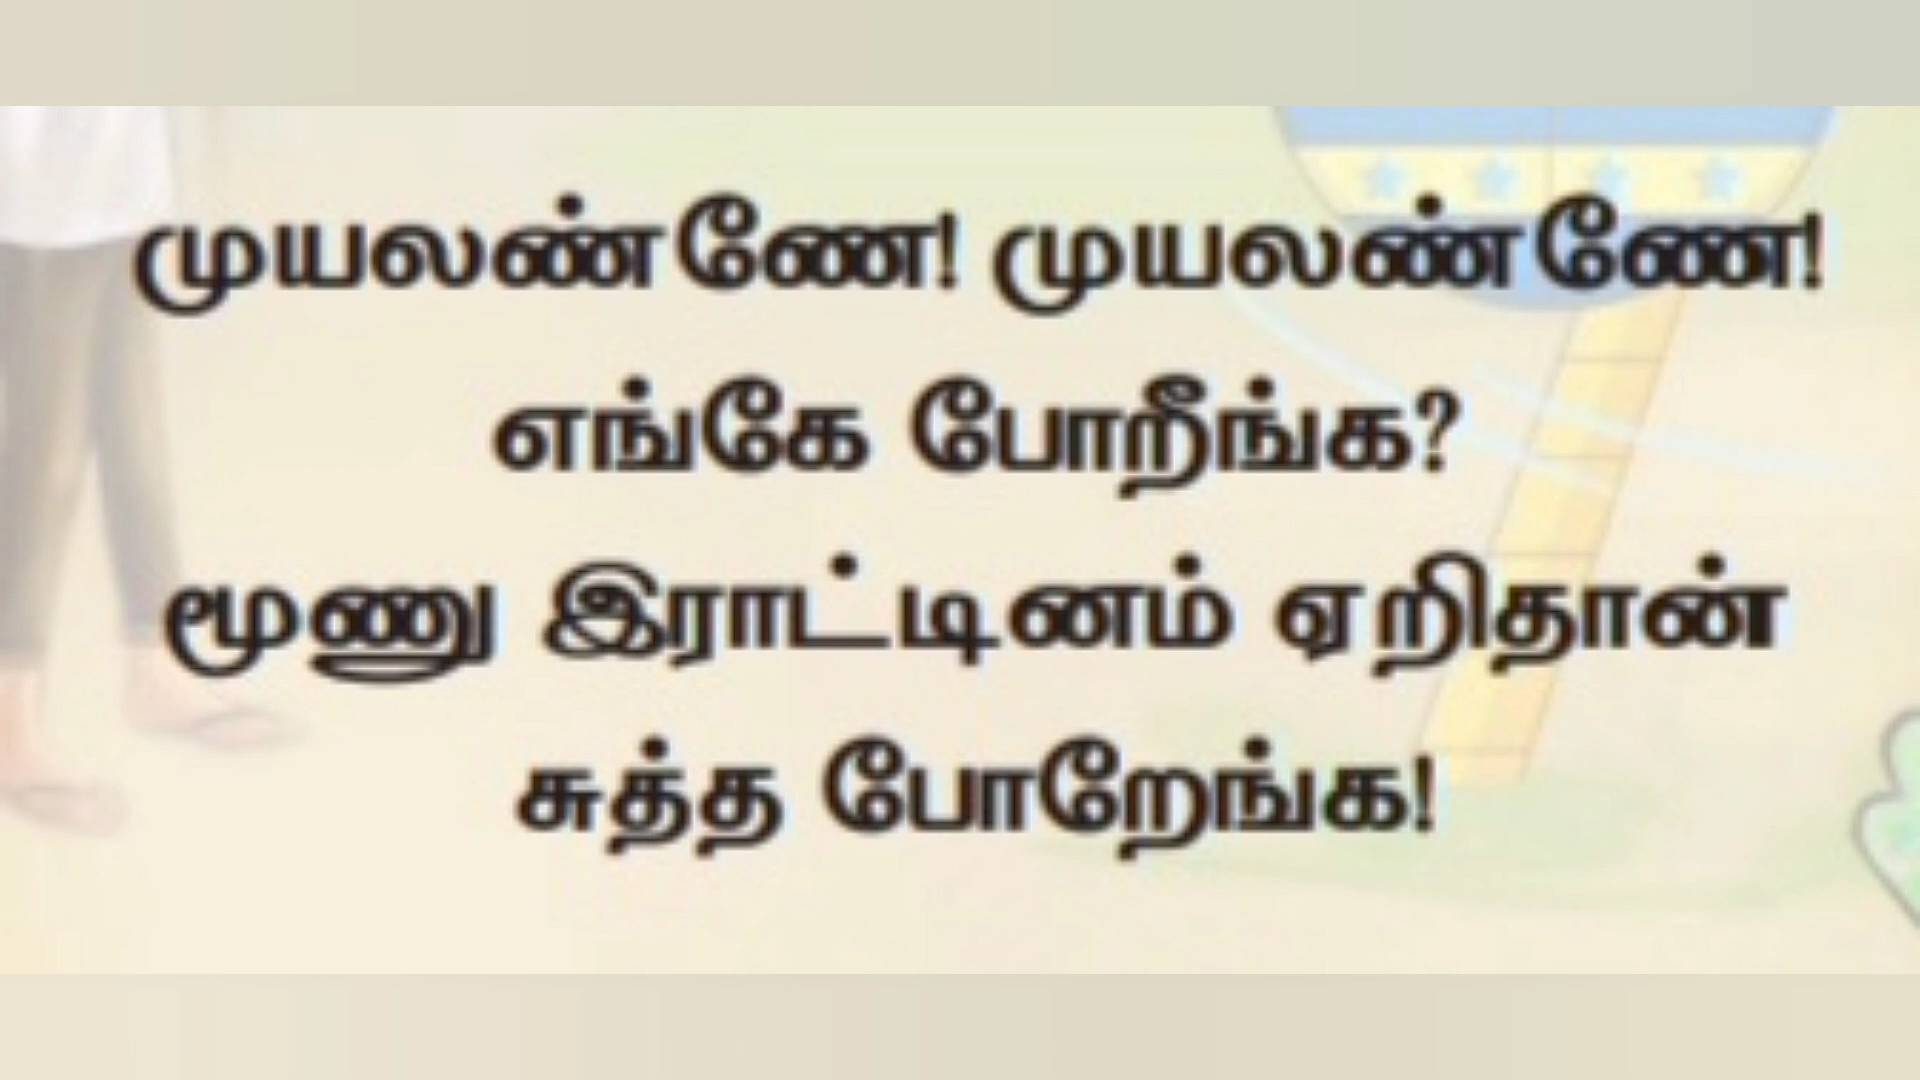 முயலண்ணே! முயலண்ணே!
எங்கே போறீங்க?
மூணு இராட்டினம் ஏறிதான்
சுத்த போறேங்க!